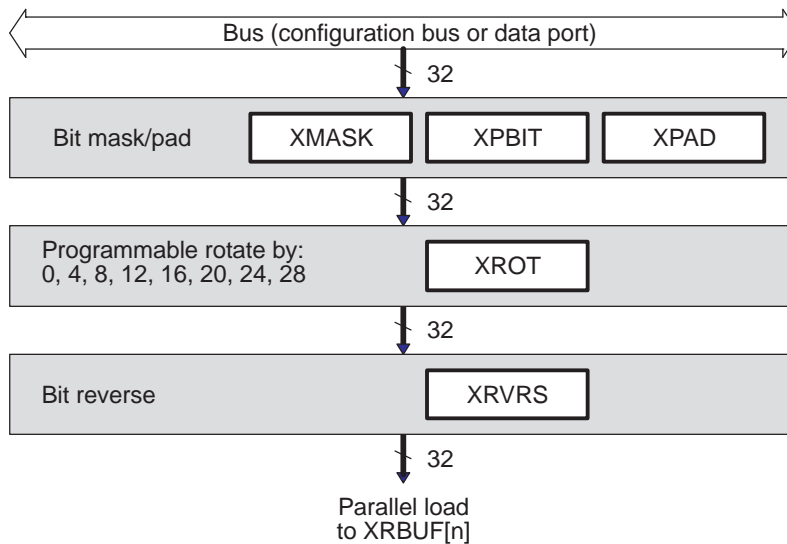 Bus (configuration bus or data port)
32
Bit mask/pad XMASK XPBIT XPAD
32
Programmable rotate by:
0, 4, 8, 12, 16, 20, 24, 28
XROT
32
Bit reverse XRVRS
32
Parallel load
to XRBUF[n]